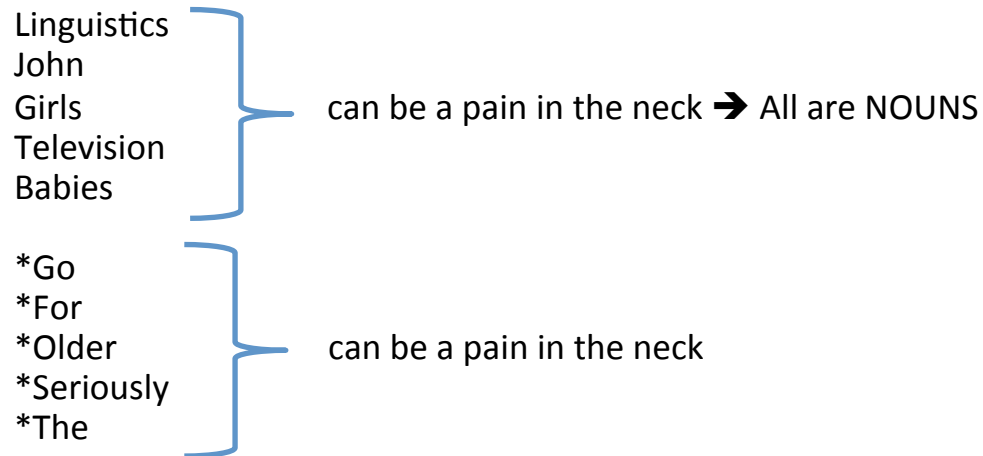 Linguistics
John
Girls
Television
Babies
can be a pain in the neck ➔ All are NOUNS
*Go
*For
*Older
*Seriously
*The
can be a pain in the neck